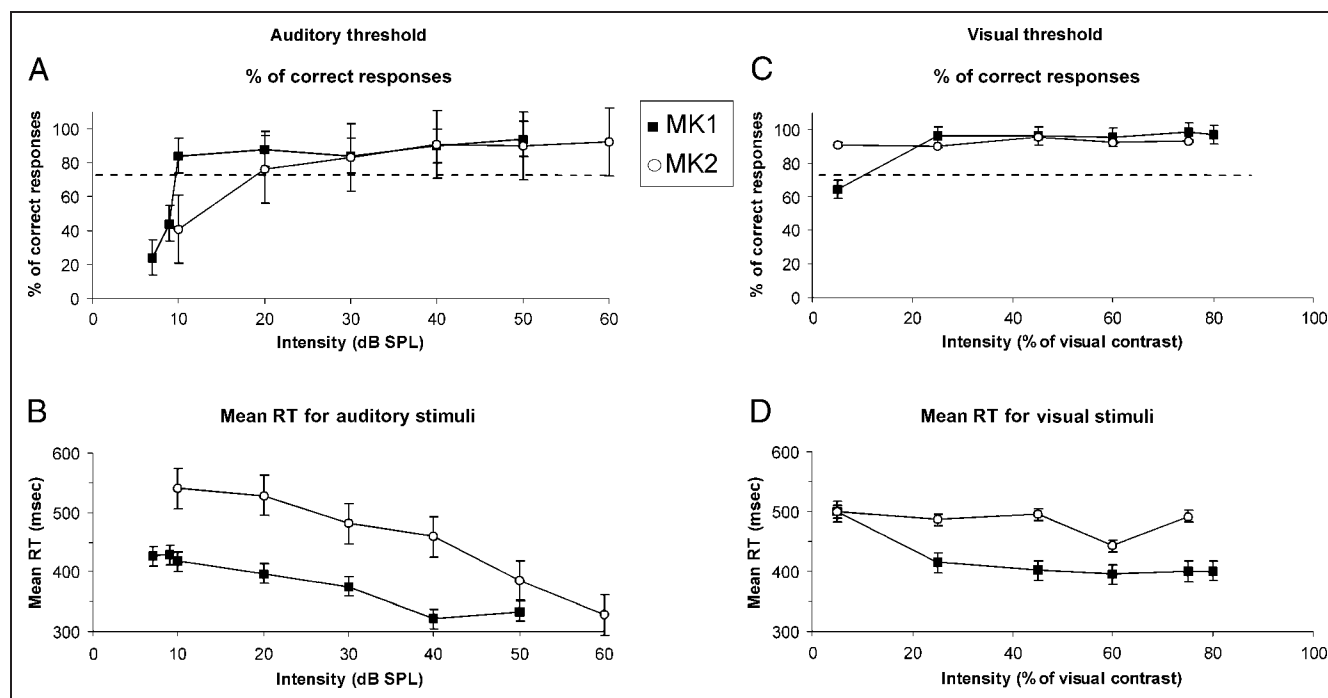 Auditory threshold
A
% of correct responses
% of correct responses
100
80
60
40
20
0
0 10 20 30 40 50 60
Intensity (dB SPL)
MK1
MK2
Visual threshold
C
% of correct responses
% of correct responses
100
80
60
40
20
0
0 20 40 60 80 100
Intensity (% of visual contrast)
B
Mean RT for auditory stimuli
Mean RT (msec)
600
500
400
300
0 10 20 30 40 50 60
Intensity (dB SPL)
D
Mean RT for visual stimuli
Mean RT (msec)
600
500
400
300
0 20 40 60 80 100
Intensity (% of visual contrast)